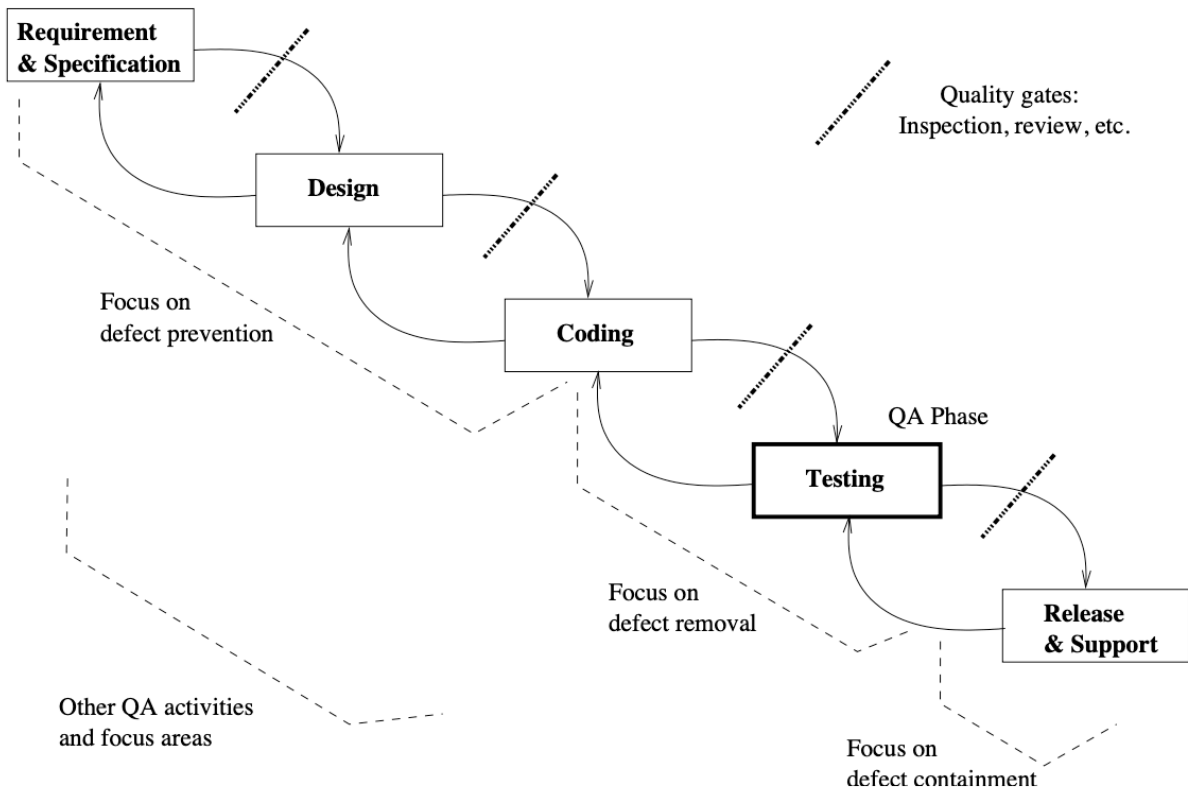 Requirement
& Specification
Quality gates:
Inspection, review, etc.
Design
Focus on
defect prevention
Coding
QA Phase
Testing
Focus on
defect removal
Release
& Support
Other QA activities
and focus areas
Focus on
defect containment